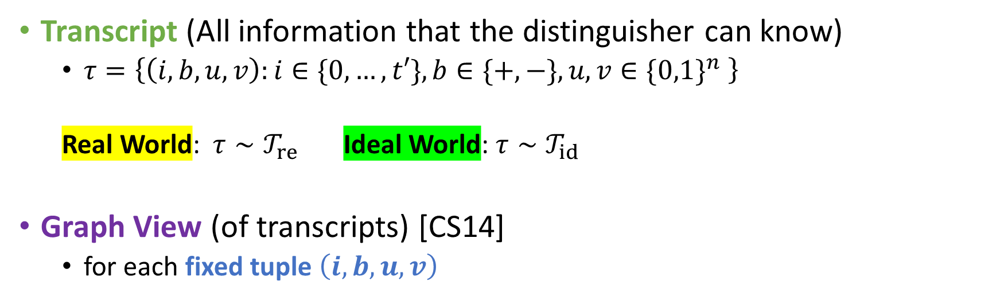 • Transcript (All information that the distinguisher can know)
• τ = {(i, b, u, v): i ∈ {0, … , t′}, b ∈ {+, −}, u, v ∈ {0,1}ⁿ }
Real World: τ ~ 𝒯re Ideal World: τ ~ 𝒯id
• Graph View (of transcripts) [CS14]
• for each fixed tuple (i, b, u, v)